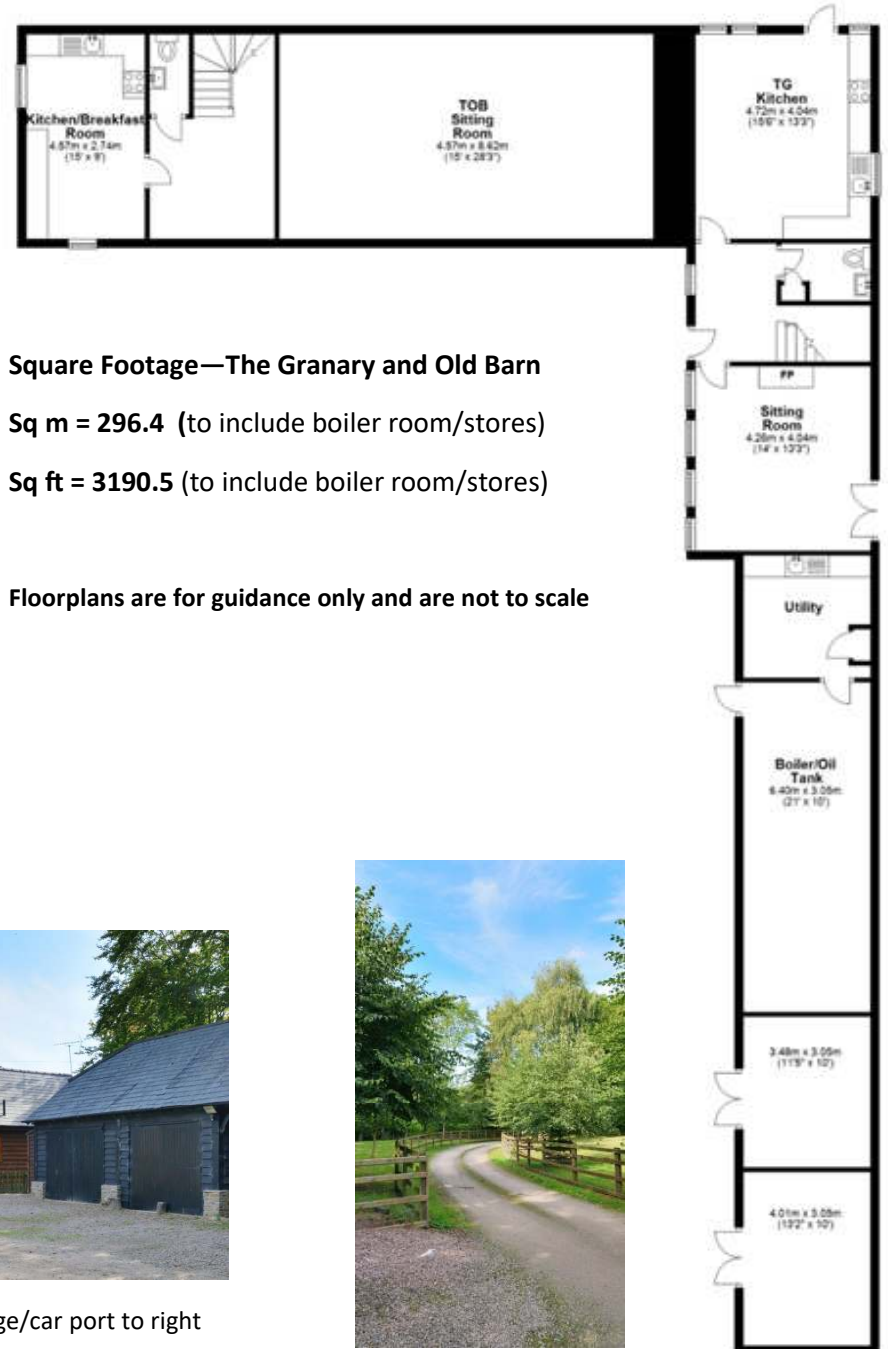 Kitchen/Breakfast
Room
4.57m x 2.74m
(15' x 9')
TOB
Sitting
Room
4.57m x 8.62m
(15' x 28'3")
TG
Kitchen
4.72m x 4.04m
(15'6" x 13'3")
Square Footage—The Granary and Old Barn
Sq m = 296.4 (to include boiler room/stores)
Sq ft = 3190.5 (to include boiler room/stores)
Floorplans are for guidance only and are not to scale
FP
Sitting
Room
4.26m x 4.04m
(14' x 13'3")
Utility
Boiler/Oil
Tank
6.40m x 3.05m
(21' x 10')
3.48m x 3.05m
(11'5" x 10')
4.01m x 3.05m
(13'2" x 10')
ge/car port to right